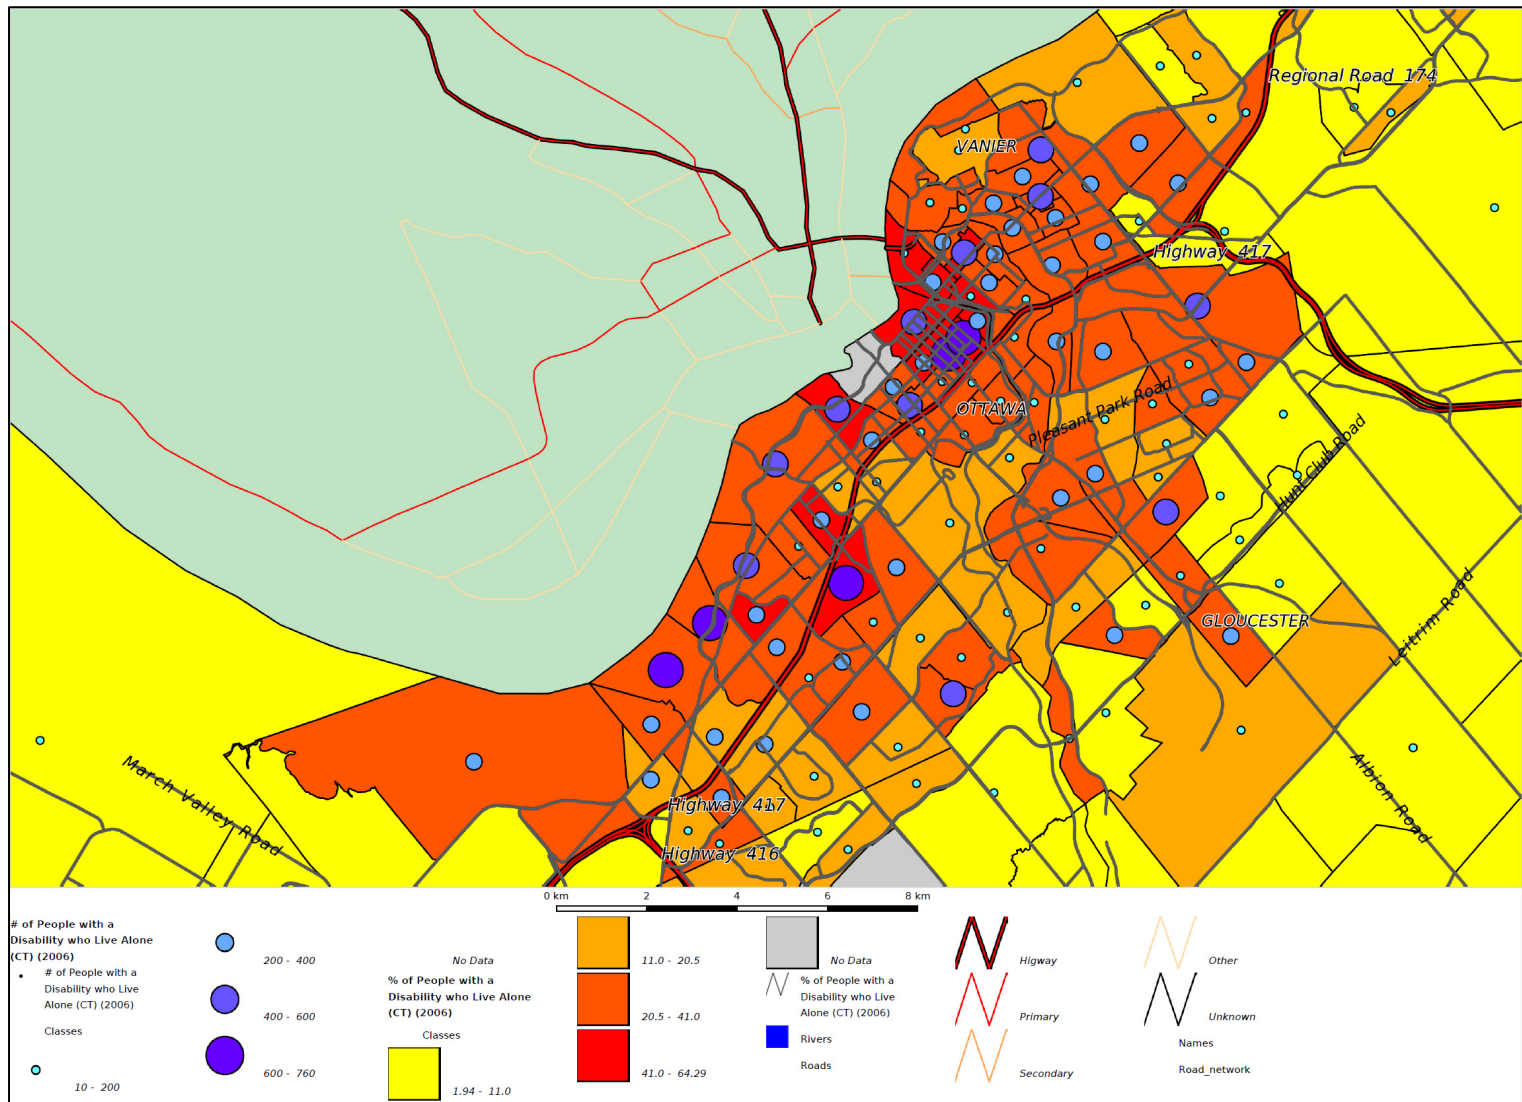 Regional Road 174
VANIER
Highway 417
OTTAWA
Pleasant Park Road
Hunt Club Road
Leitrim Road
GLOUCESTER
March Valley Road
Highway 417
Albion Road
Highway 416
0 km 2 4 6 8 km
# of People with a
Disability who Live Alone
(CT) (2006)
# of People with a
Disability who Live
Alone (CT) (2006)
Classes
10 - 200
200 - 400
400 - 600
600 - 760
No Data
% of People with a
Disability who Live Alone
(CT) (2006)
Classes
1.94 - 11.0
11.0 - 20.5
20.5 - 41.0
41.0 - 64.29
No Data
% of People with a
Disability who Live
Alone (CT) (2006)
Rivers
Roads
Higway
Primary
Secondary
Other
Unknown
Names
Road_network